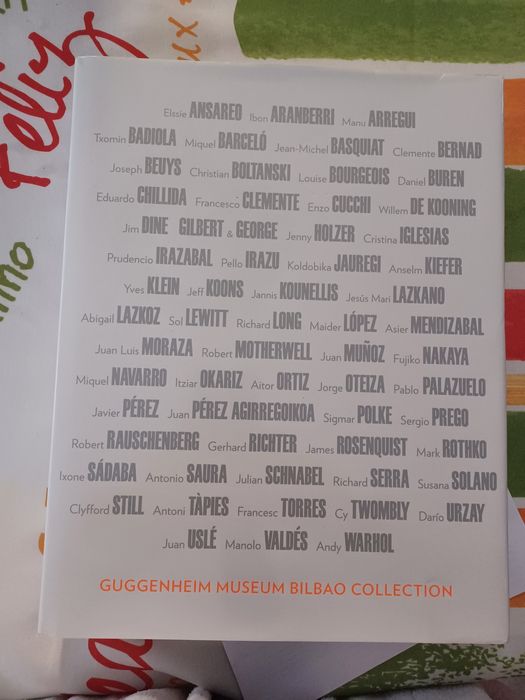 Feliz
Elssie ANSAREO Ibon ARANBERRI Manu ARREGUI
Txomin BADIOLA Miquel BARCELÓ Jean-Michel BASQUIAT Clemente BERNAD
Joseph BEUYS Christian BOLTANSKI Louise BOURGEOIS Daniel BUREN
Eduardo CHILLIDA Francesco CLEMENTE Enzo CUCCHI Willem DE KOONING
Jim DINE GILBERT & GEORGE Jenny HOLZER Cristina IGLESIAS
Prudencio IRAZABAL Pello IRAZU Koldobika JAUREGI Anselm KIEFER
Yves KLEIN Jeff KOONS Jannis KOUNELLIS Jesús Mari LAZKANO
Abigail LAZKOZ Sol LEWITT Richard LONG Maider LÓPEZ Asier MENDIZABAL
Juan Luis MORAZA Robert MOTHERWELL Juan MUÑOZ Fujiko NAKAYA
Miquel NAVARRO Itziar OKARIZ Aitor ORTIZ Jorge OTEIZA Pablo PALAZUELO
Javier PÉREZ Juan PÉREZ AGIRREGOIKOA Sigmar POLKE Sergio PREGO
Robert RAUSCHENBERG Gerhard RICHTER James ROSENQUIST Mark ROTHKO
Ixone SÁDABA Antonio SAURA Julian SCHNABEL Richard SERRA Susana SOLANO
Clyfford STILL Antoni TÀPIES Francesc TORRES Cy TWOMBLY Darío URZAY
Juan USLÉ Manolo VALDÉS Andy WARHOL
GUGGENHEIM MUSEUM BILBAO COLLECTION